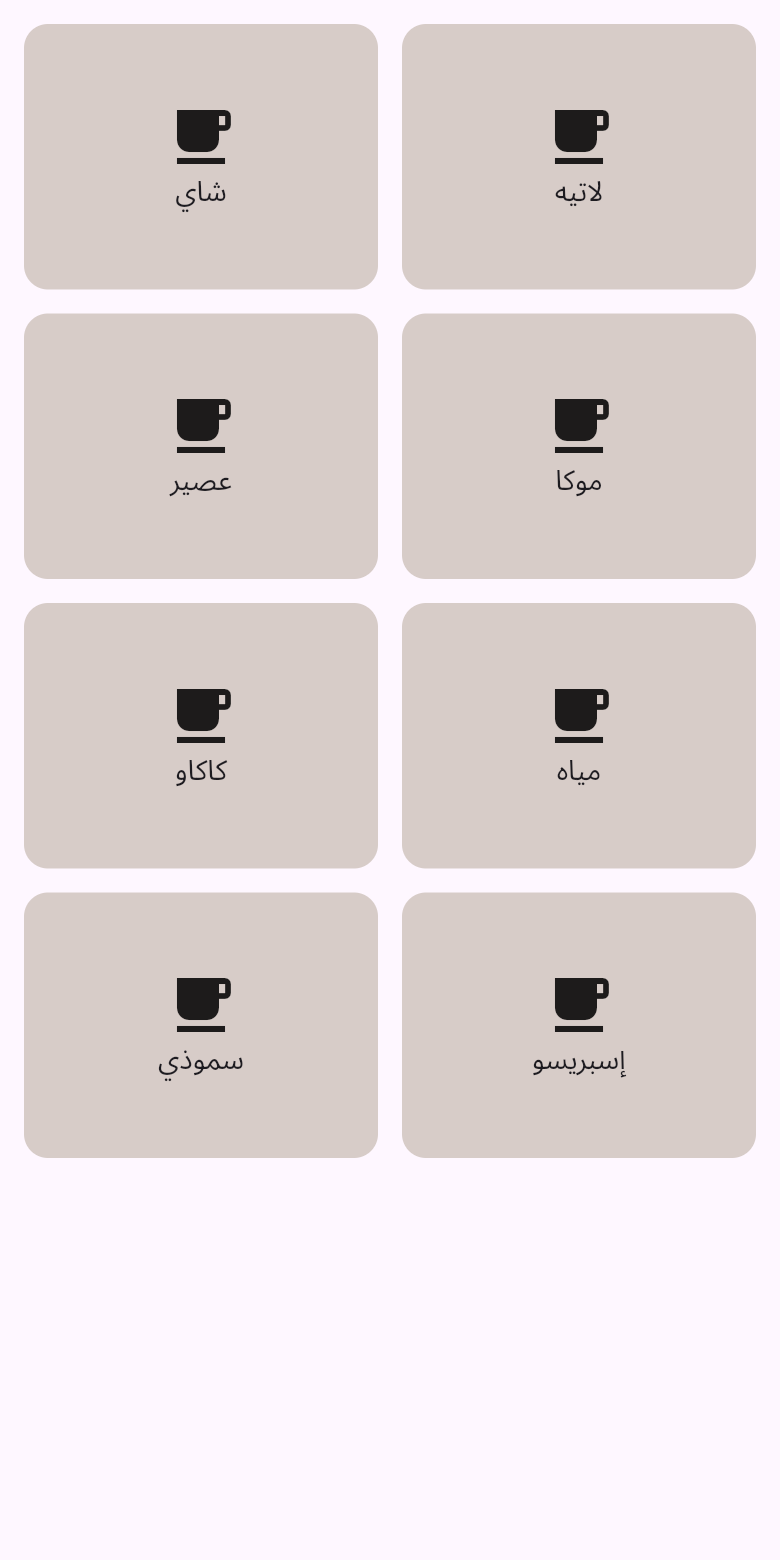 لاتيه
شاي
موكا
عصير
مياه
كاكاو
إسبريسو
سموذي